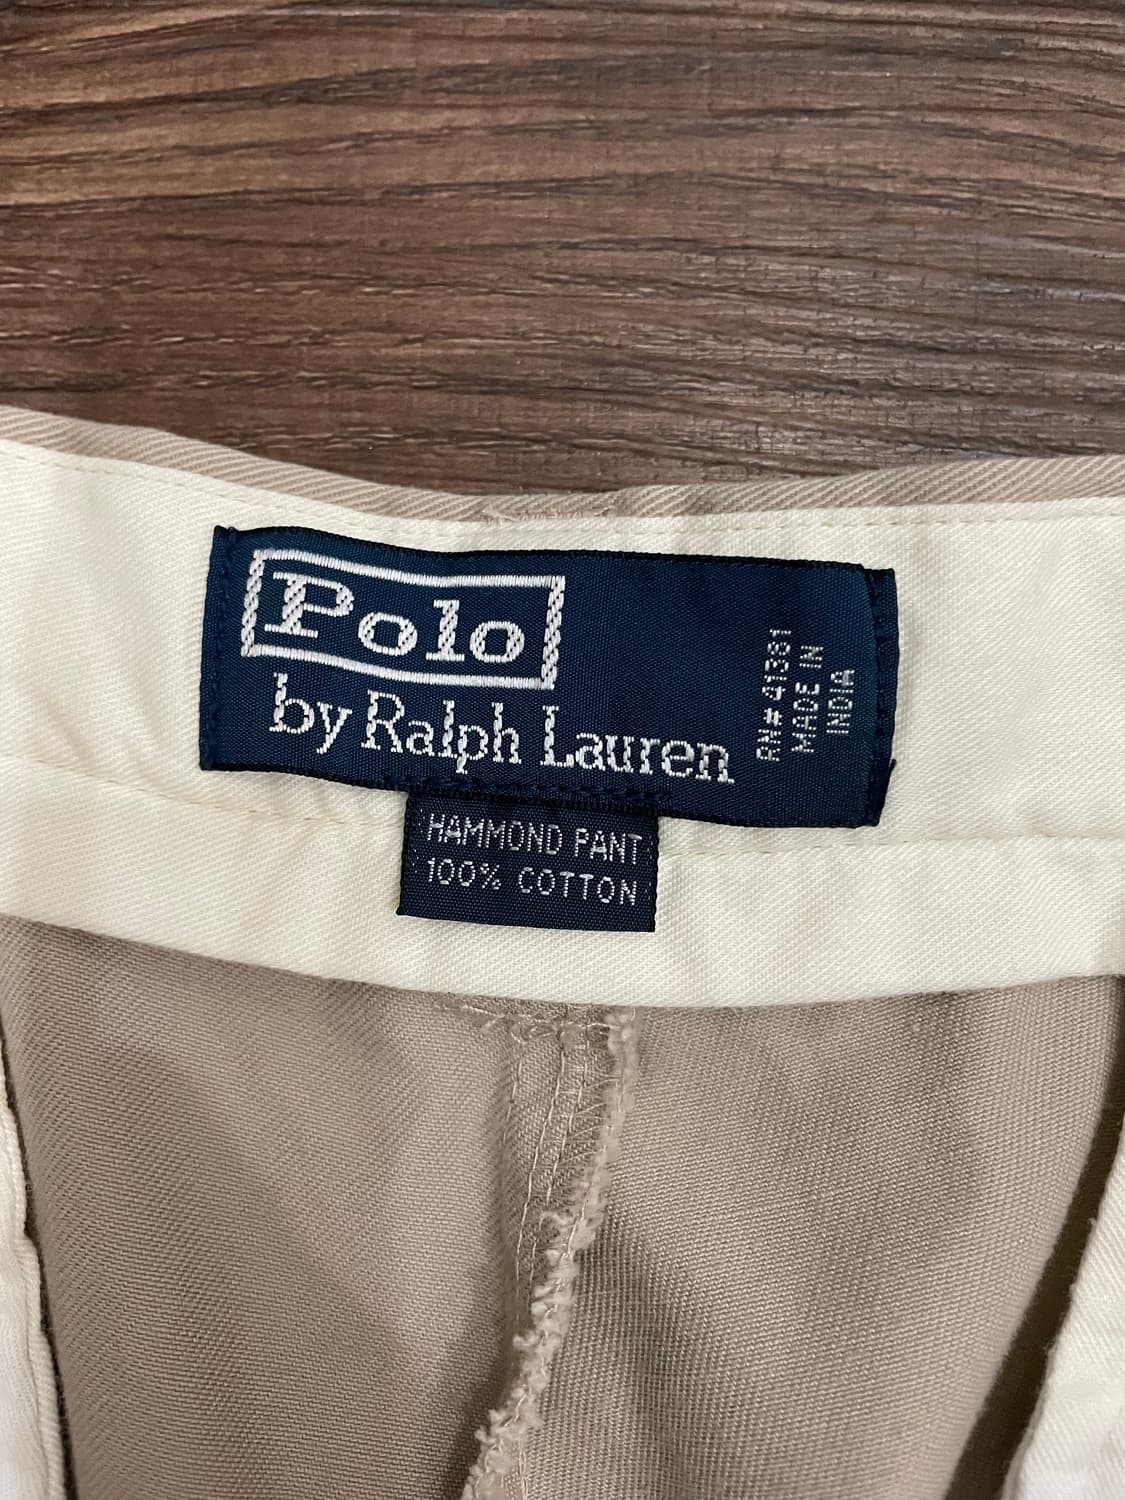 Polo
by Ralph Lauren
RN# 41381
MADE IN
INDIA
HAMMOND PANT
100% COTTON